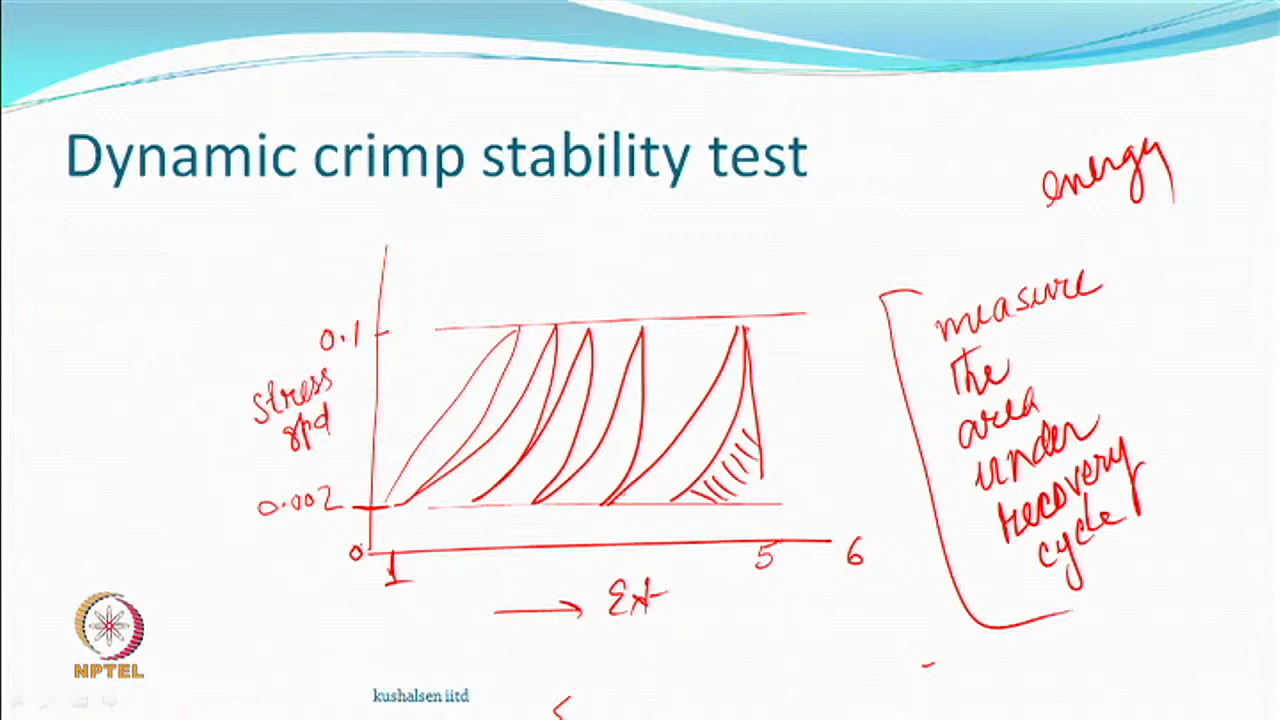 Dynamic crimp stability test
energy
measure
the
area
under
recovery
cycle
0.1
stress
gpd
0.002
0
1
5
6
Ext
NPTEL
kushalsen iitd